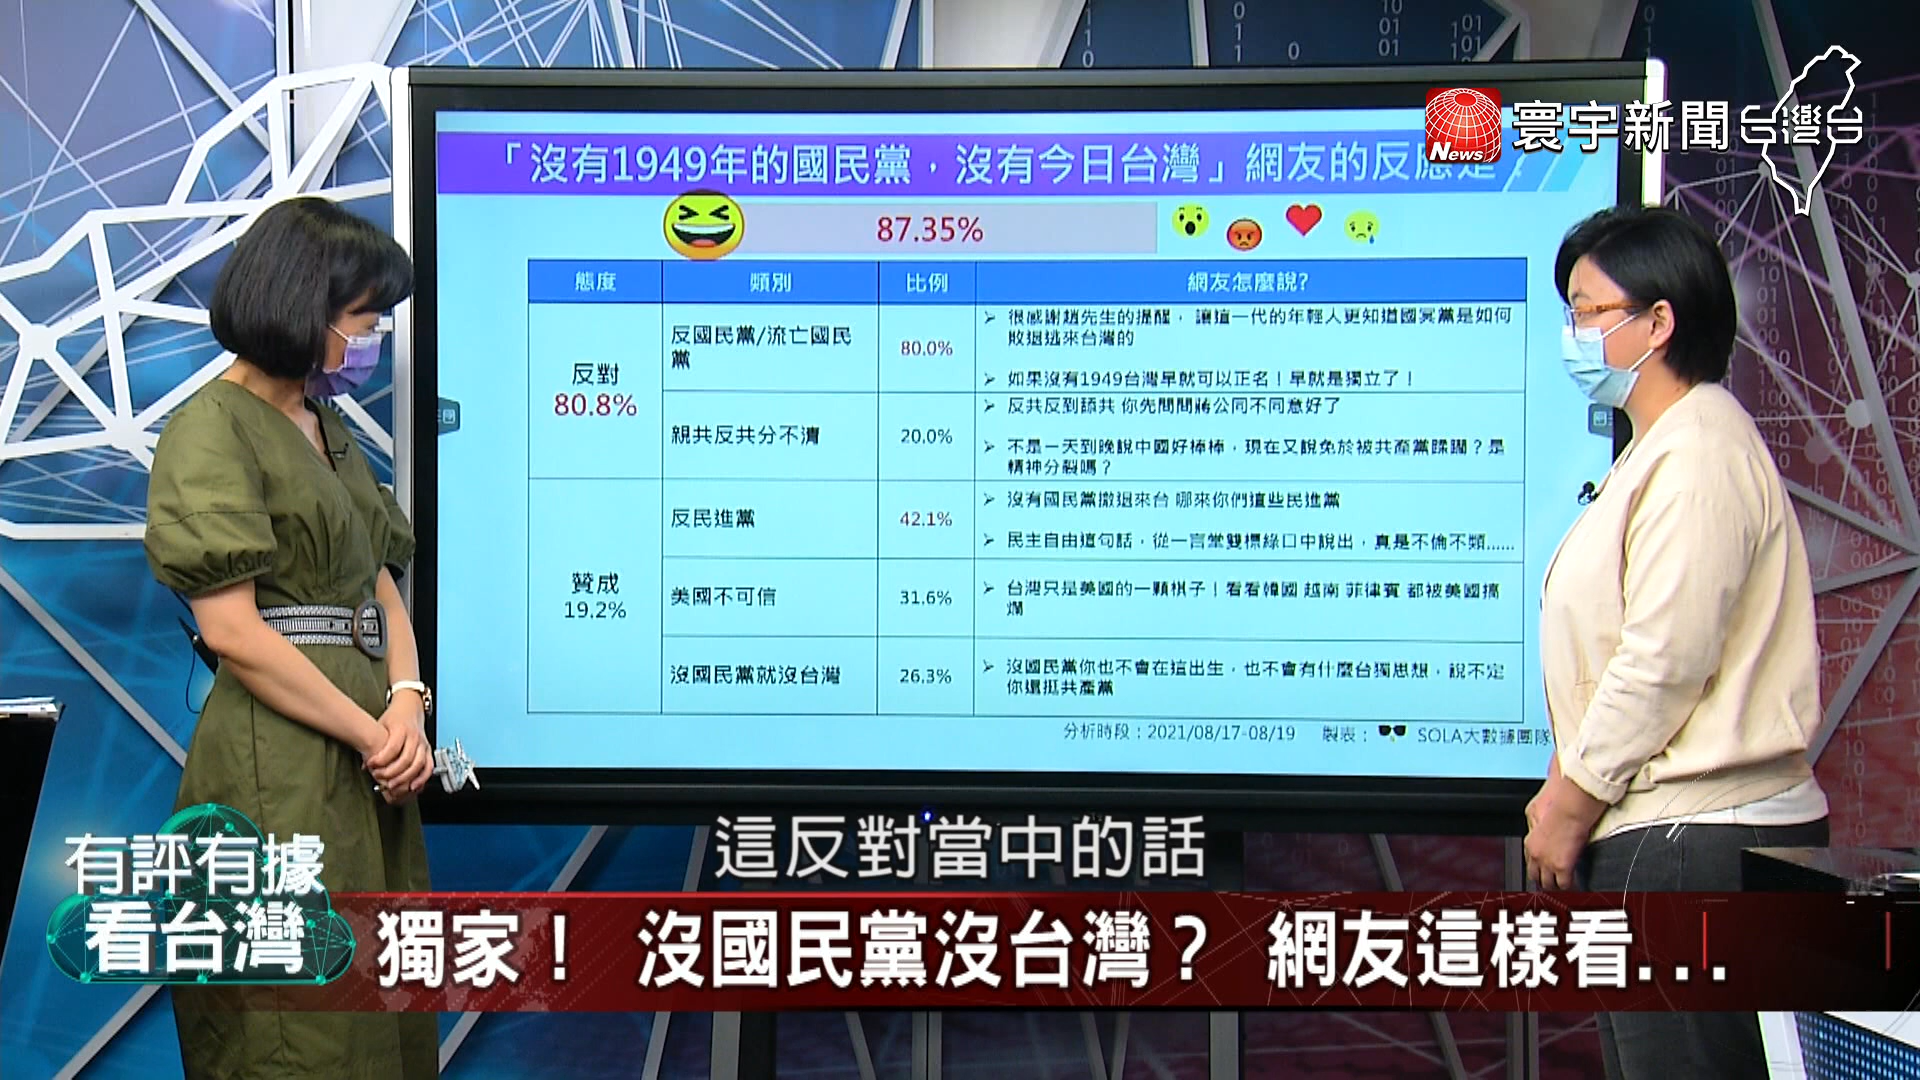 News 寰宇新聞 台灣台
「沒有1949年的國民黨,沒有今日台灣」網友的反應是?
87.35%
態度 類別 比例 網友怎麼說?
反對
80.8%
反國民黨/流亡國民
黨
80.0%
➢ 很感謝趙先生的提醒, 讓這一代的年輕人更知道國冥黨是如何
敗退逃來台灣的
➢ 如果沒有1949台灣早就可以正名!早就是獨立了!
親共反共分不清
20.0%
➢ 反共反到舔共 你先問問蔣公同不同意好了
➢ 不是一天到晚說中國好棒棒,現在又說免於被共產黨蹂躪?是
精神分裂嗎?
贊成
19.2%
反民進黨
42.1%
➢ 沒有國民黨撤退來台 哪來你們這些民進黨
➢ 民主自由這句話,從一言堂雙標綠口中說出,真是不倫不類......
美國不可信
31.6%
➢ 台灣只是美國的一顆棋子!看看韓國 越南 菲律賓 都被美國搞
爛
沒國民黨就沒台灣
26.3%
➢ 沒國民黨你也不會在這出生,也不會有什麼台獨思想,說不定
你還挺共產黨
分析時段:2021/08/17-08/19 製表: SOLA大數據團隊
這反對當中的話
有評有據
看台灣
獨家! 沒國民黨沒台灣? 網友這樣看...